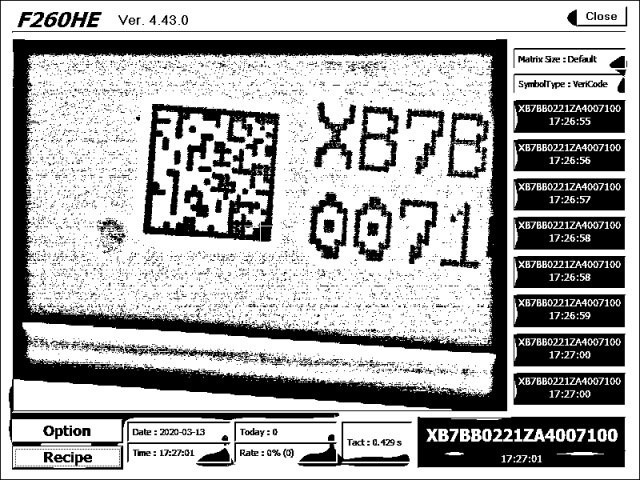 F260HE Ver. 4.43.0
Close
XB7B
0071
Matrix Size : Default
SymbolType : VeriCode
XB7BB0221ZA4007100
17:26:55
XB7BB0221ZA4007100
17:26:56
XB7BB0221ZA4007100
17:26:57
XB7BB0221ZA4007100
17:26:58
XB7BB0221ZA4007100
17:26:58
XB7BB0221ZA4007100
17:26:59
XB7BB0221ZA4007100
17:27:00
XB7BB0221ZA4007100
17:27:00
Option
Recipe
Date : 2020-03-13
Time : 17:27:01
Today : 0
Rate : 0% (0)
Tact : 0.429 s
XB7BB0221ZA4007100
17:27:01